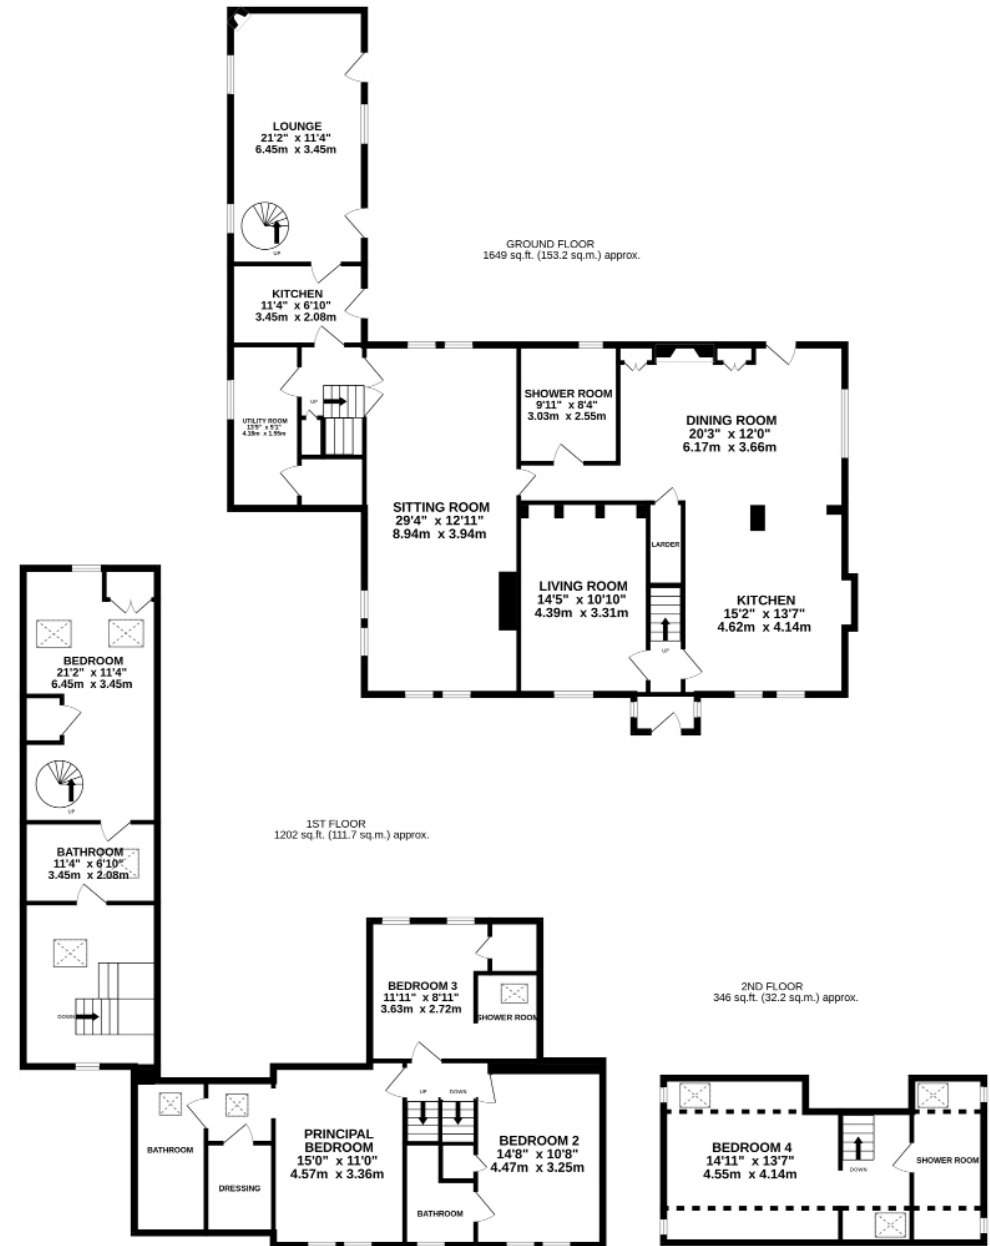 LOUNGE
21'2" x 11'4"
6.45m x 3.45m
UP
GROUND FLOOR
1649 sq.ft. (153.2 sq.m.) approx.
KITCHEN
11'4" x 6'10"
3.45m x 2.08m
UP
UTILITY ROOM
13'9" x 5'1"
4.18m x 1.55m
SHOWER ROOM
9'11" x 8'4"
3.03m x 2.55m
DINING ROOM
20'3" x 12'0"
6.17m x 3.66m
SITTING ROOM
29'4" x 12'11"
8.94m x 3.94m
LARDER
LIVING ROOM
14'5" x 10'10"
4.39m x 3.31m
KITCHEN
15'2" x 13'7"
4.62m x 4.14m
UP
BEDROOM
21'2" x 11'4"
6.45m x 3.45m
UP
1ST FLOOR
1202 sq.ft. (111.7 sq.m.) approx.
BATHROOM
11'4" x 6'10"
3.45m x 2.08m
DOWN
BEDROOM 3
11'11" x 8'11"
3.63m x 2.72m
SHOWER ROOM
2ND FLOOR
346 sq.ft. (32.2 sq.m.) approx.
UP
DOWN
BATHROOM
DRESSING
PRINCIPAL
BEDROOM
15'0" x 11'0"
4.57m x 3.36m
BEDROOM 2
14'8" x 10'8"
4.47m x 3.25m
BATHROOM
BEDROOM 4
14'11" x 13'7"
4.55m x 4.14m
DOWN
SHOWER ROOM